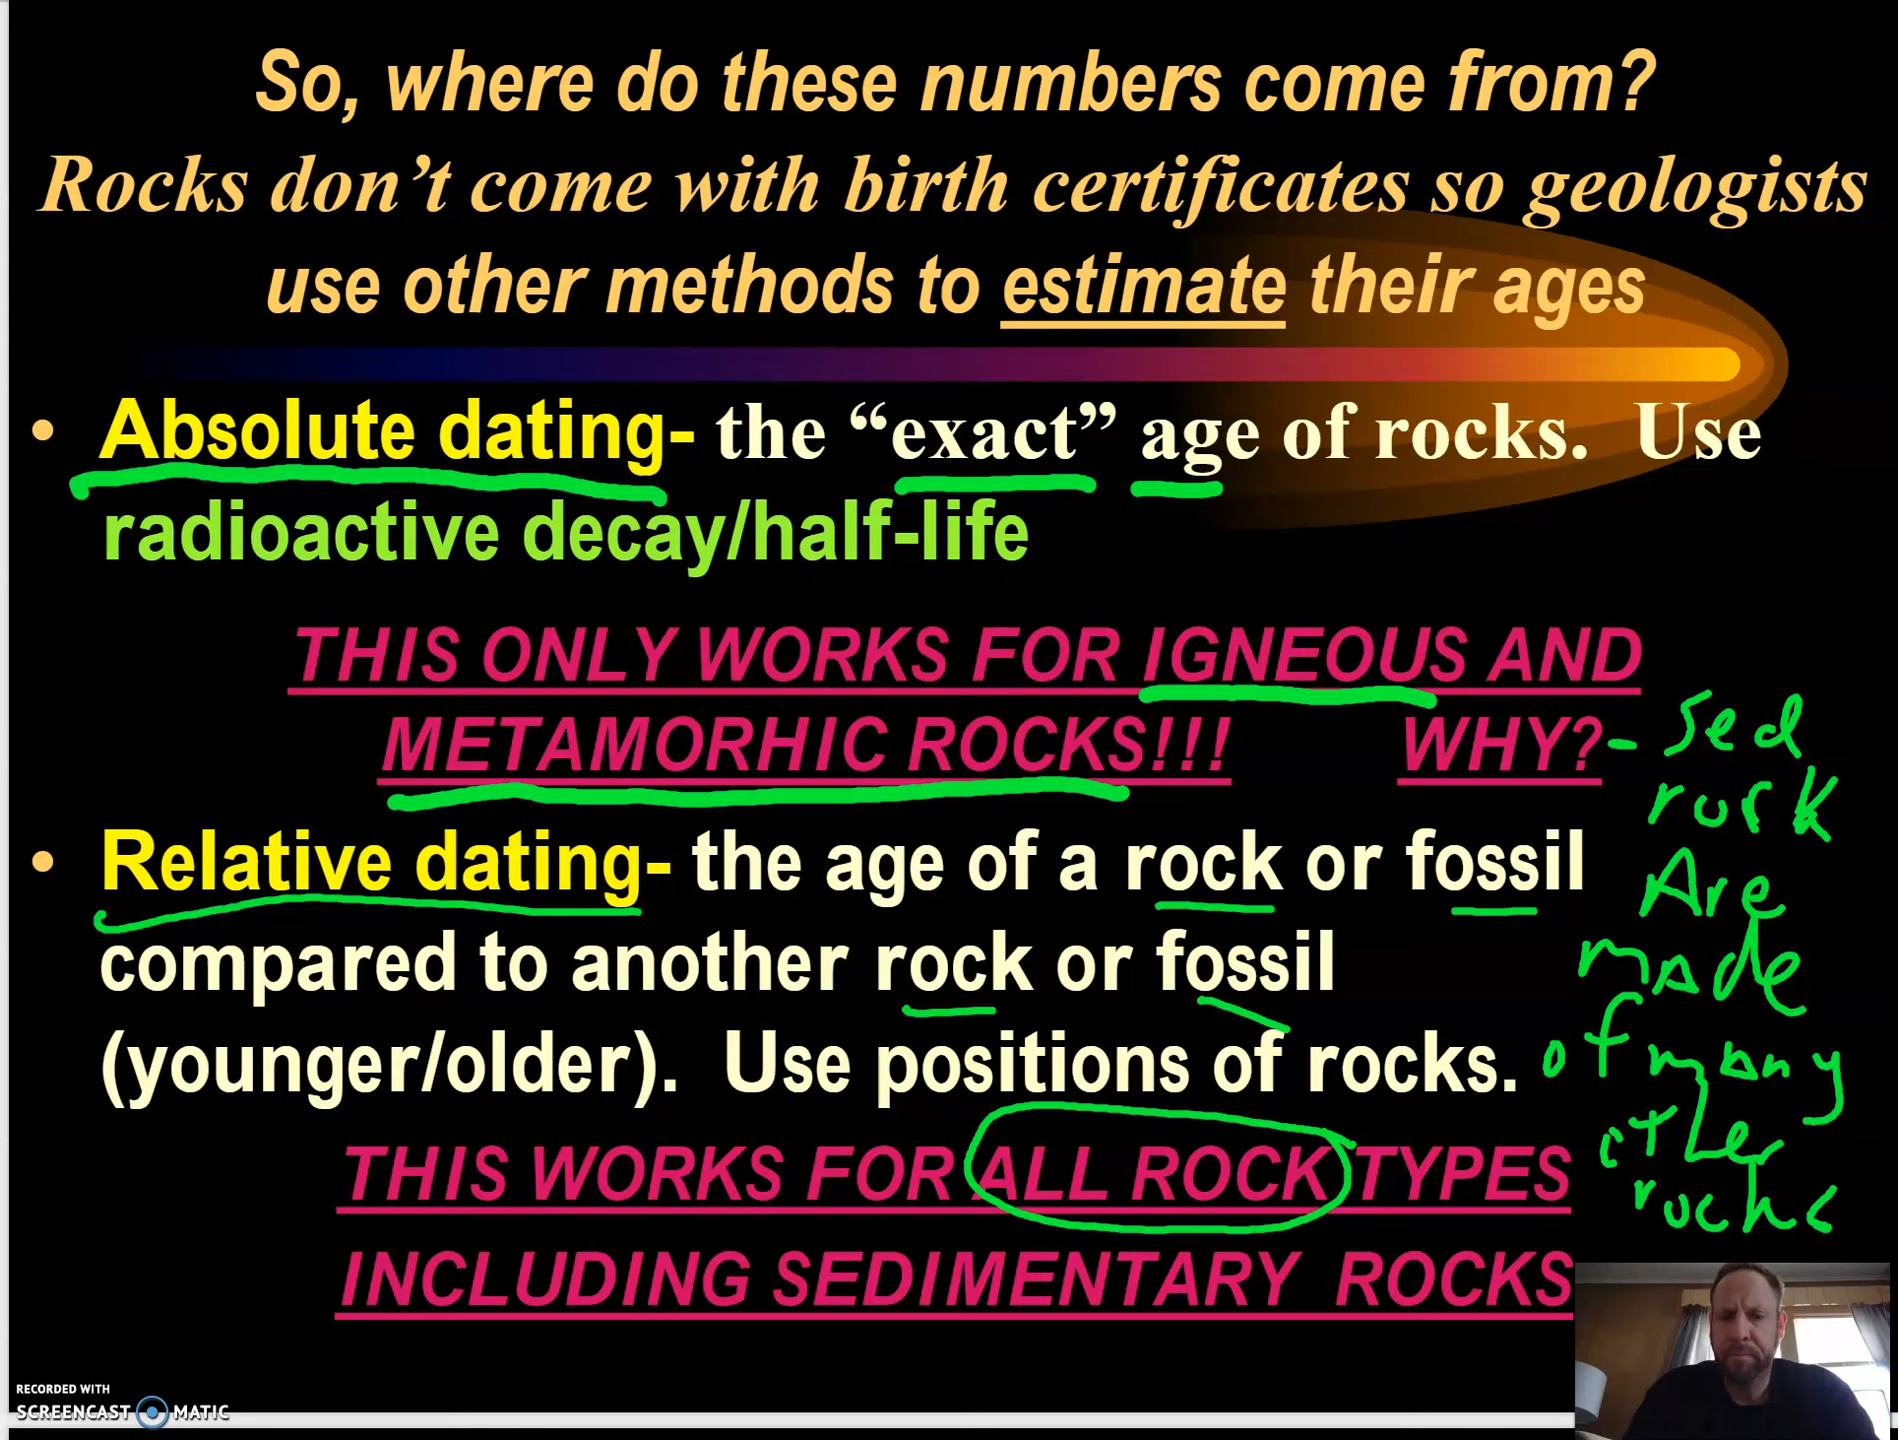 So, where do these numbers come from?
Rocks don’t come with birth certificates so geologists
use other methods to estimate their ages
• Absolute dating- the “exact” age of rocks. Use
radioactive decay/half-life
THIS ONLY WORKS FOR IGNEOUS AND
METAMORHIC ROCKS!!! WHY?
- sed
rock
Are
made
of many
other
rocks
• Relative dating- the age of a rock or fossil
compared to another rock or fossil
(younger/older). Use positions of rocks.
THIS WORKS FOR ALL ROCK TYPES
INCLUDING SEDIMENTARY ROCKS
RECORDED WITH
SCREENCAST MATIC